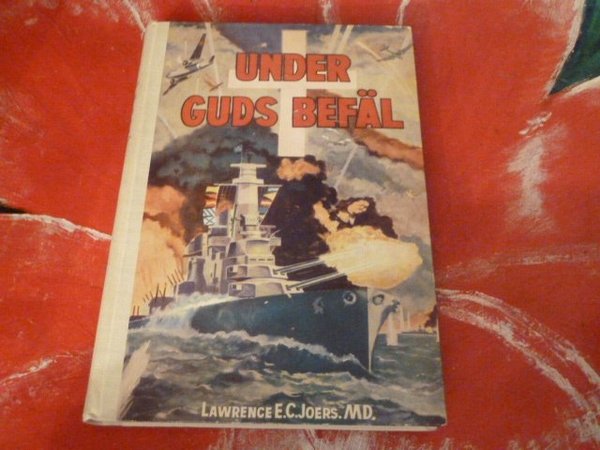 UNDER
GUDS BEFÄL
LAWRENCE E.C. JOERS. MD.